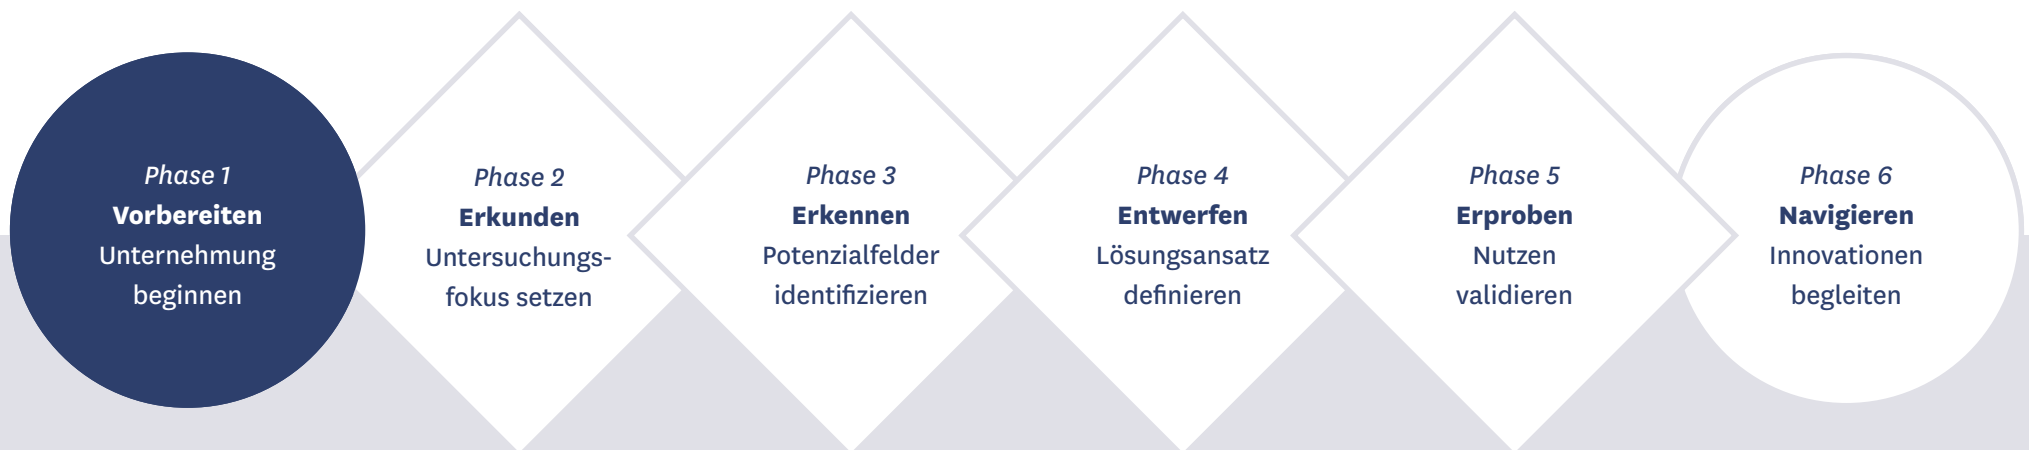 Phase 1
Vorbereiten
Unternehmung
beginnen
Phase 2
Erkunden
Untersuchungs-
fokus setzen
Phase 3
Erkennen
Potenzialfelder
identifizieren
Phase 4
Entwerfen
Lösungsansatz
definieren
Phase 5
Erproben
Nutzen
validieren
Phase 6
Navigieren
Innovationen
begleiten